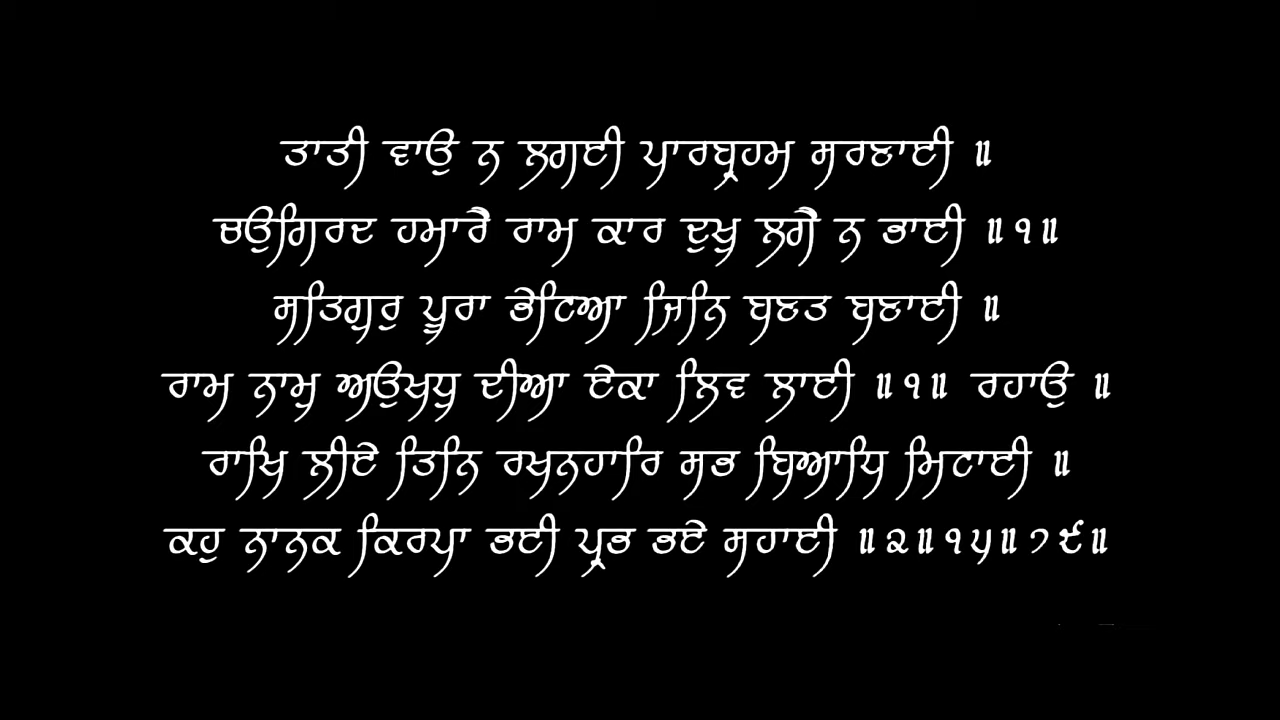 ਤਾਤੀ ਵਾਉ ਨ ਲਗਈ ਪਾਰਬ੍ਰਹਮ ਸਰਣਾਈ ॥
ਚਉਗਿਰਦ ਹਮਾਰੈ ਰਾਮ ਕਾਰ ਦੁਖੁ ਲਗੈ ਨ ਭਾਈ ॥੧॥
ਸਤਿਗੁਰੁ ਪੂਰਾ ਭੇਟਿਆ ਜਿਨਿ ਬਣਤ ਬਣਾਈ ॥
ਰਾਮ ਨਾਮੁ ਅਉਖਧੁ ਦੀਆ ਏਕਾ ਲਿਵ ਲਾਈ ॥੧॥ ਰਹਾਉ ॥
ਰਾਖਿ ਲੀਏ ਤਿਨਿ ਰਖਨਹਾਰਿ ਸਭ ਬਿਆਧਿ ਮਿਟਾਈ ॥
ਕਹੁ ਨਾਨਕ ਕਿਰਪਾ ਭਈ ਪ੍ਰਭ ਭਏ ਸਹਾਈ ॥੨॥੧੫॥੭੯॥